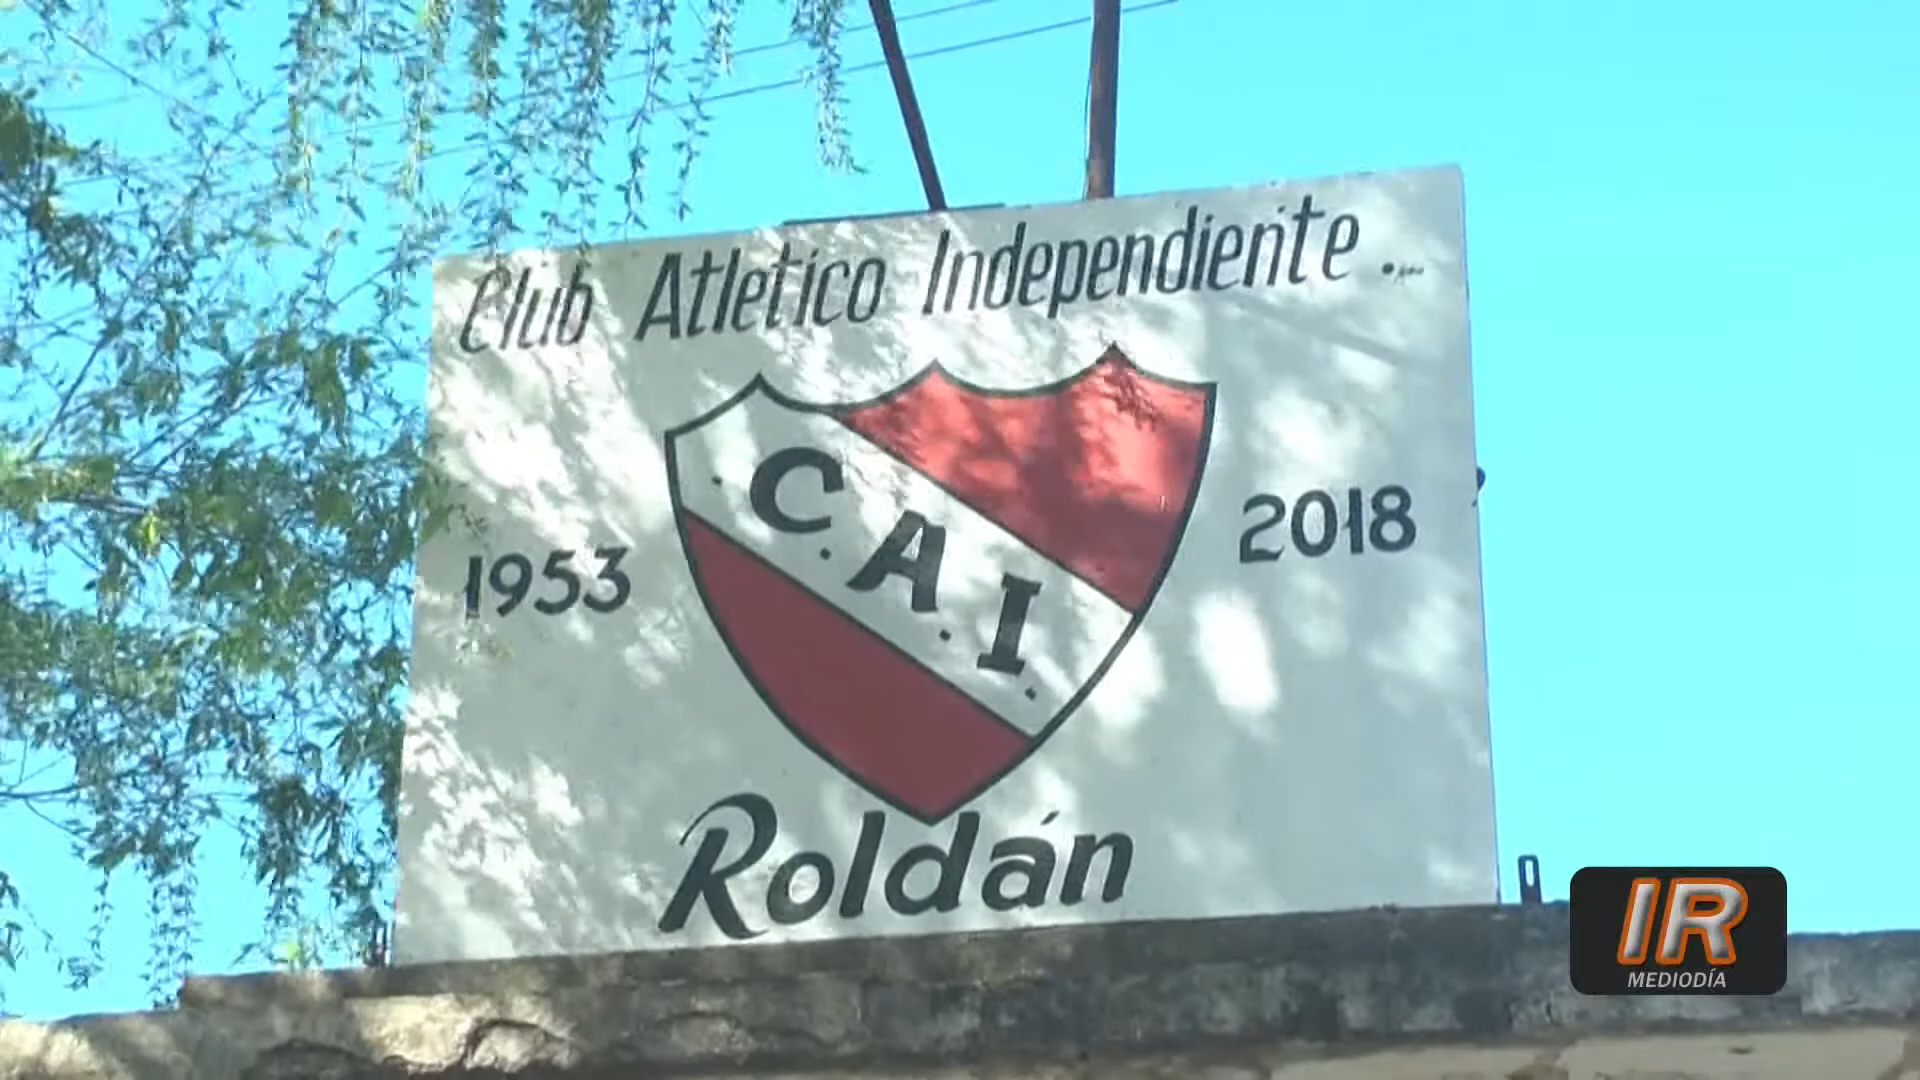 Club Atletico Independiente
C.A.I.
1953
2018
Roldán
IR
MEDIODÍA